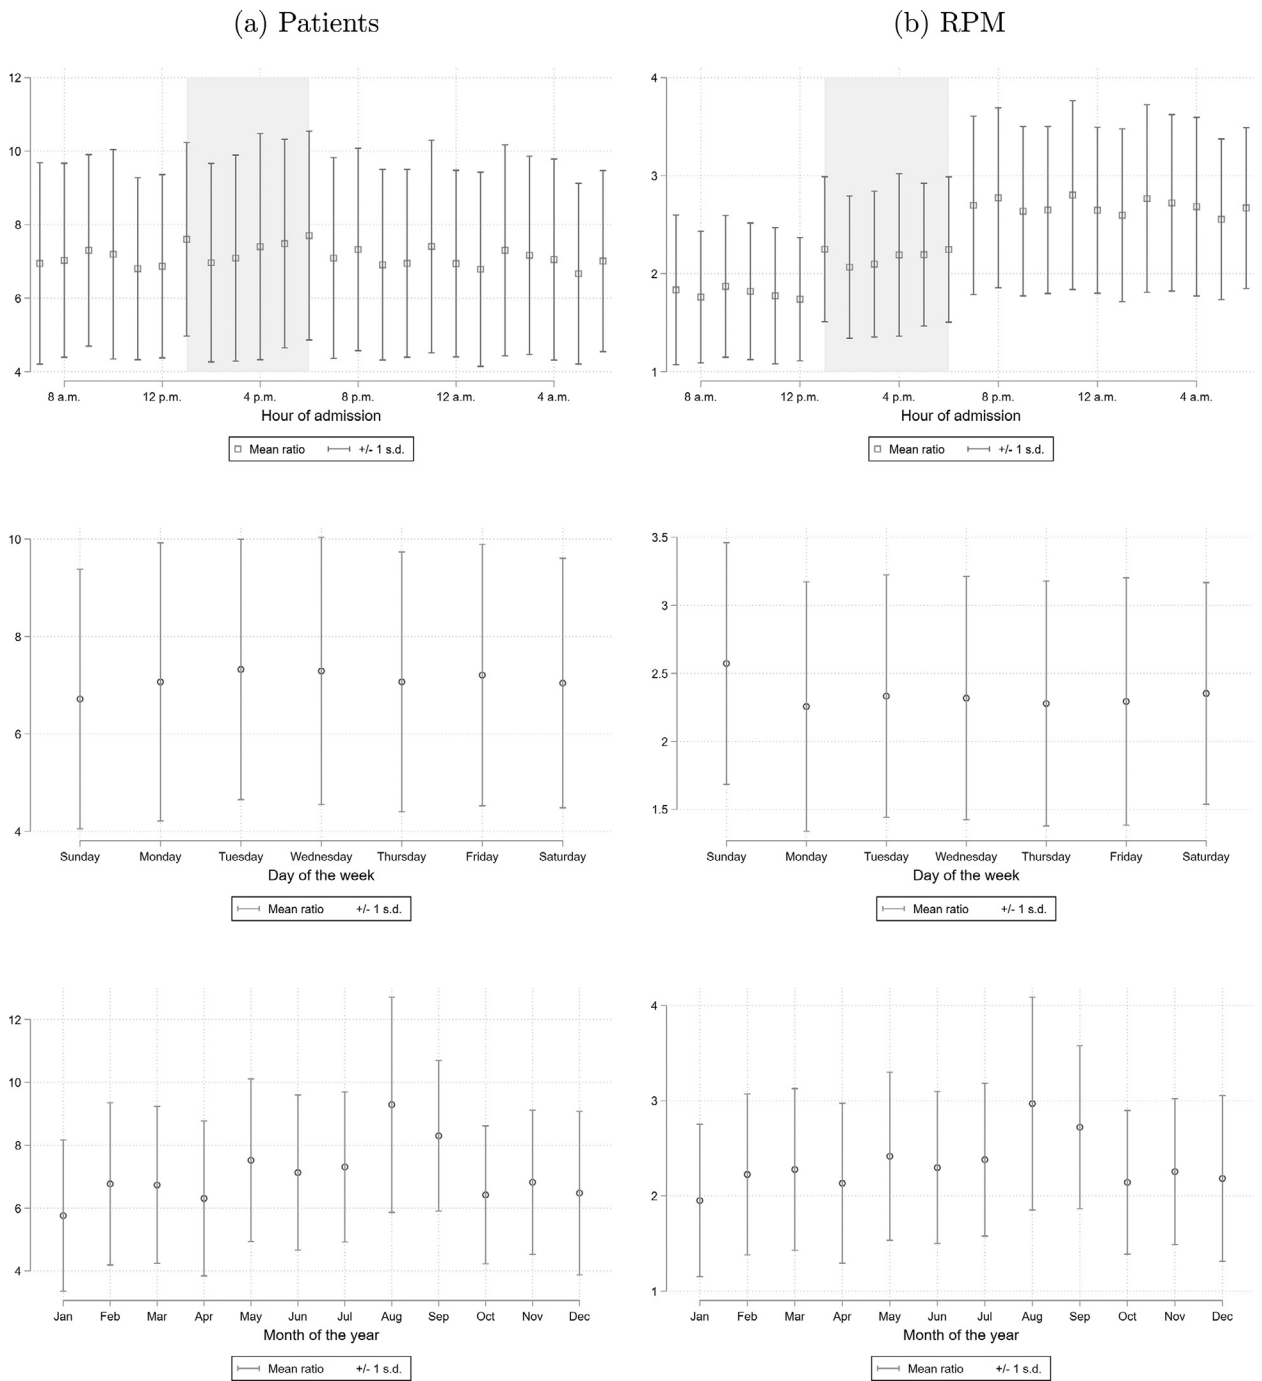 (a) Patients
(b) RPM
12
10
8
6
4
8 a.m. 12 p.m. 4 p.m. 8 p.m. 12 a.m. 4 a.m.
Hour of admission
Mean ratio +/- 1 s.d.
4
3
2
1
8 a.m. 12 p.m. 4 p.m. 8 p.m. 12 a.m. 4 a.m.
Hour of admission
Mean ratio +/- 1 s.d.
10
8
6
4
Sunday Monday Tuesday Wednesday Thursday Friday Saturday
Day of the week
Mean ratio +/- 1 s.d.
3.5
3
2.5
2
1.5
Sunday Monday Tuesday Wednesday Thursday Friday Saturday
Day of the week
Mean ratio +/- 1 s.d.
12
10
8
6
4
Jan Feb Mar Apr May Jun Jul Aug Sep Oct Nov Dec
Month of the year
Mean ratio +/- 1 s.d.
4
3
2
1
Jan Feb Mar Apr May Jun Jul Aug Sep Oct Nov Dec
Month of the year
Mean ratio +/- 1 s.d.